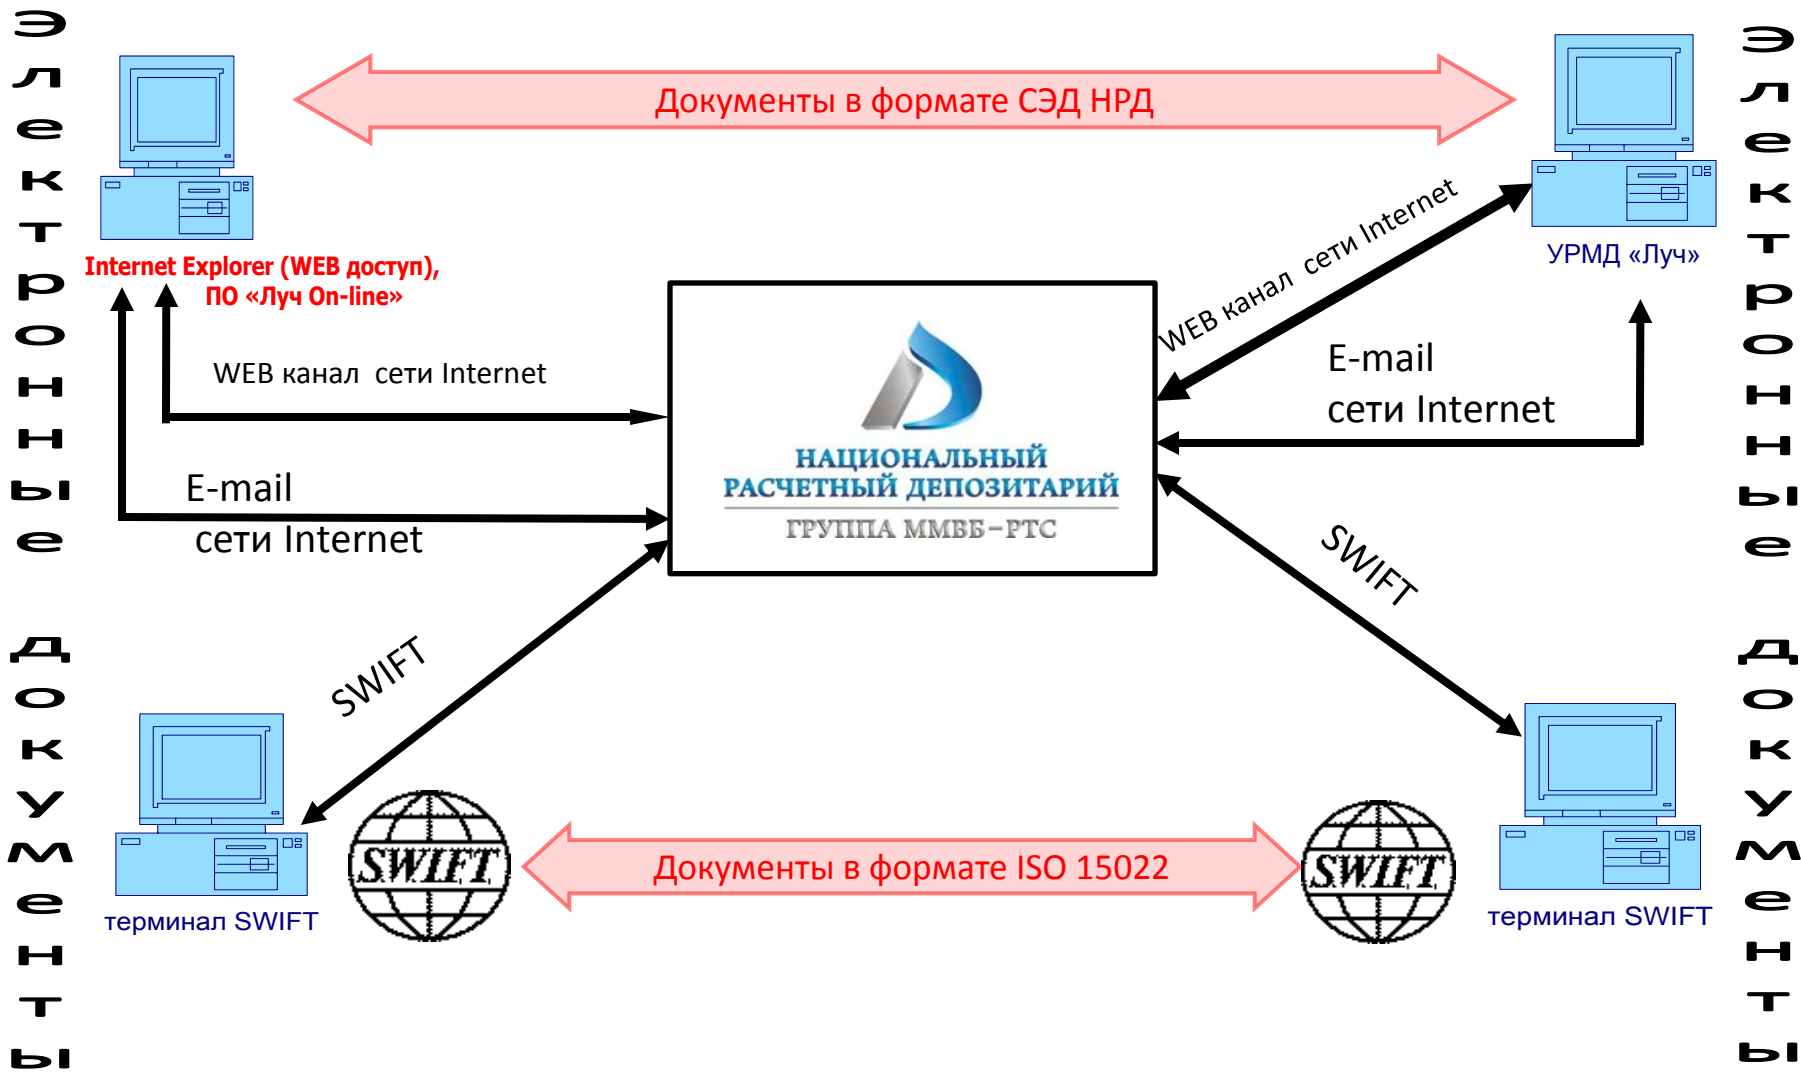 Электронные документы
Документы в формате СЭД НРД
Электронные документы
Internet Explorer (WEB доступ),
ПО «Луч On-line»
УРМД «Луч»
WEB канал сети Internet
WEB канал сети Internet
E-mail
сети Internet
E-mail
сети Internet
НАЦИОНАЛЬНЫЙ
РАСЧЕТНЫЙ ДЕПОЗИТАРИЙ
ГРУППА ММВБ-РТС
SWIFT
SWIFT
SWIFT
Документы в формате ISO 15022
SWIFT
терминал SWIFT
терминал SWIFT